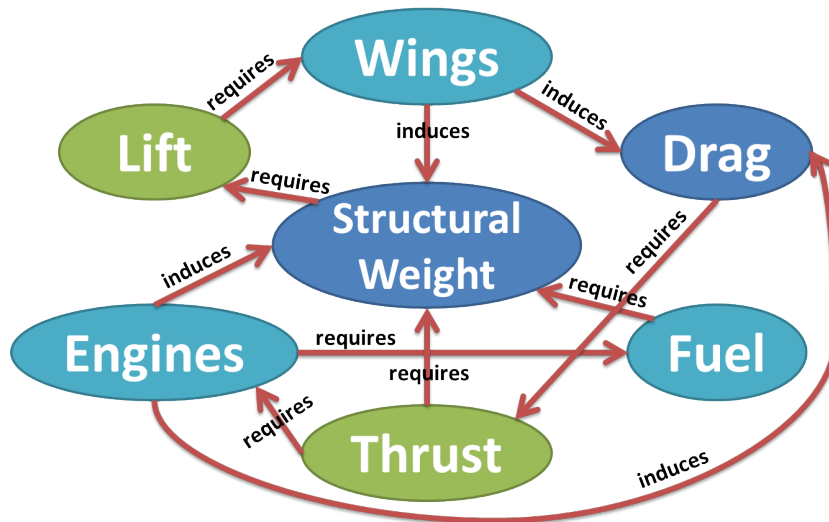 Wings
requires
induces
induces
Lift
Drag
requires
Structural
Weight
requires
induces
requires
Engines
requires
Fuel
requires
requires
Thrust
induces